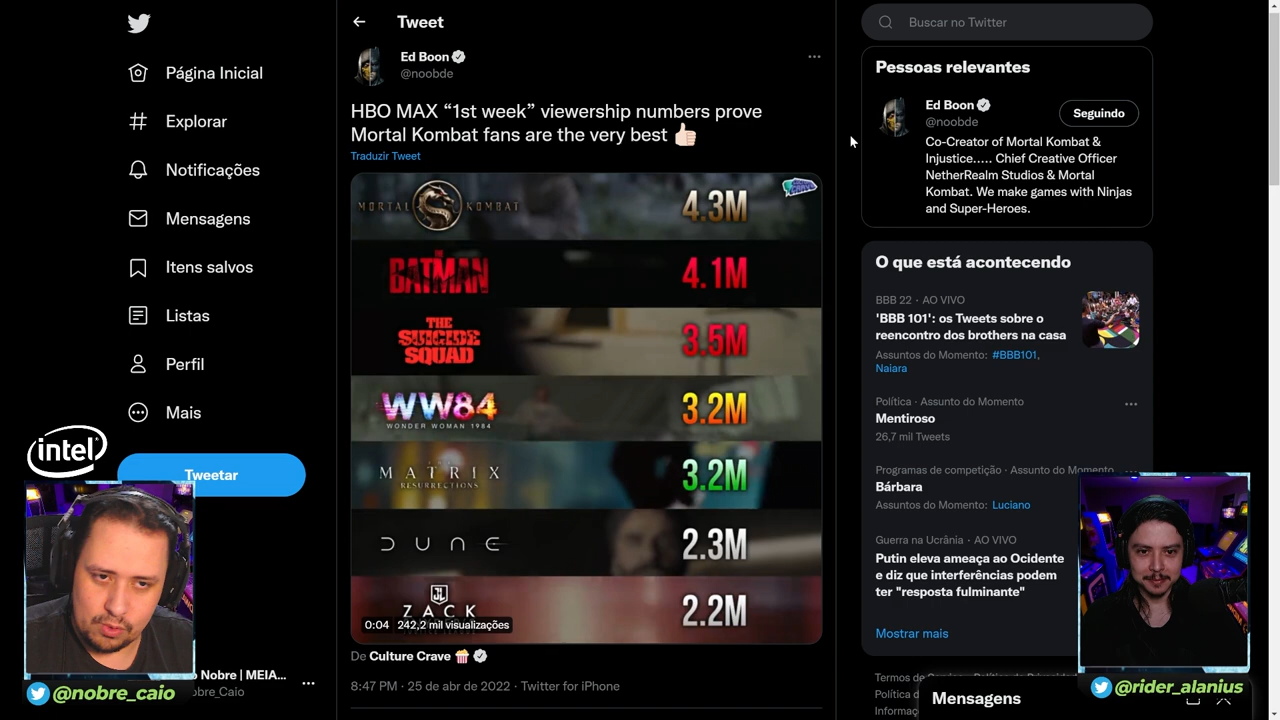 Tweet
Buscar no Twitter
Página Inicial
Explorar
Notificações
Mensagens
Itens salvos
Listas
Perfil
Mais
Tweetar
Ed Boon
@noobde
HBO MAX “1st week” viewership numbers prove
Mortal Kombat fans are the very best 👍🏻
Traduzir Tweet
MORTAL KOMBAT 4.3M
BATMAN 4.1M
THE
SUICIDE
SQUAD 3.5M
WW84
WONDER WOMAN 1984
3.2M
MATRIX
RESURRECTIONS
3.2M
DUNE 2.3M
JL
ZACK
2.2M
0:04 242,2 mil visualizações
De Culture Crave 🍿
8:47 PM · 25 de abr de 2022 · Twitter for iPhone
Pessoas relevantes
Ed Boon
@noobde
Seguindo
Co-Creator of Mortal Kombat &
Injustice..... Chief Creative Officer
NetherRealm Studios & Mortal
Kombat. We make games with Ninjas
and Super-Heroes.
O que está acontecendo
BBB 22 · AO VIVO
'BBB 101': os Tweets sobre o
reencontro dos brothers na casa
Assuntos do Momento: #BBB101,
Naiara
Política · Assunto do Momento
Mentiroso
26,7 mil Tweets
Programas de competição · Assunto do Momento
Bárbara
Assuntos do Momento: Luciano
Guerra na Ucrânia · AO VIVO
Putin eleva ameaça ao Ocidente
e diz que interferências podem
ter "resposta fulminante"
Mostrar mais
Mensagens
intel
Nobre | MEIA...
obre_Caio
@nobre_caio
@rider_alanius